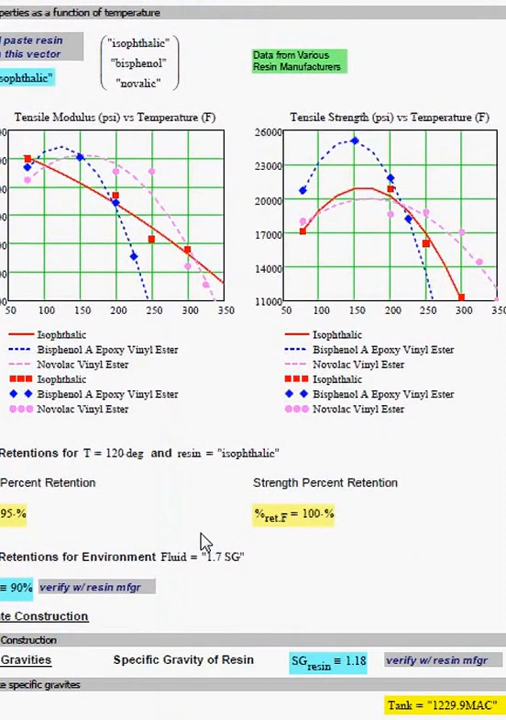 perties as a function of temperature
paste resin
this vector
sophthalic"
"isophthalic"
"bisphenol"
"novalic"
Data from Various
Resin Manufacturers
Tensile Modulus (psi) vs Temperature (F)
Tensile Strength (psi) vs Temperature (F)
26000
23000
20000
17000
14000
11000
50 100 150 200 250 300 350
50 100 150 200 250 300 350
Isophthalic
Bisphenol A Epoxy Vinyl Ester
Novolac Vinyl Ester
Isophthalic
Bisphenol A Epoxy Vinyl Ester
Novolac Vinyl Ester
Isophthalic
Bisphenol A Epoxy Vinyl Ester
Novolac Vinyl Ester
Isophthalic
Bisphenol A Epoxy Vinyl Ester
Novolac Vinyl Ester
Retentions for T = 120·deg and resin = "isophthalic"
Percent Retention Strength Percent Retention
95·% %ret.F = 100·%
Retentions for Environment Fluid = "1.7 SG"
≡ 90% verify w/ resin mfgr
te Construction
Construction
Gravities Specific Gravity of Resin SGresin ≡ 1.18 verify w/ resin mfgr
e specific gravites
Tank = "1229.9MAC"